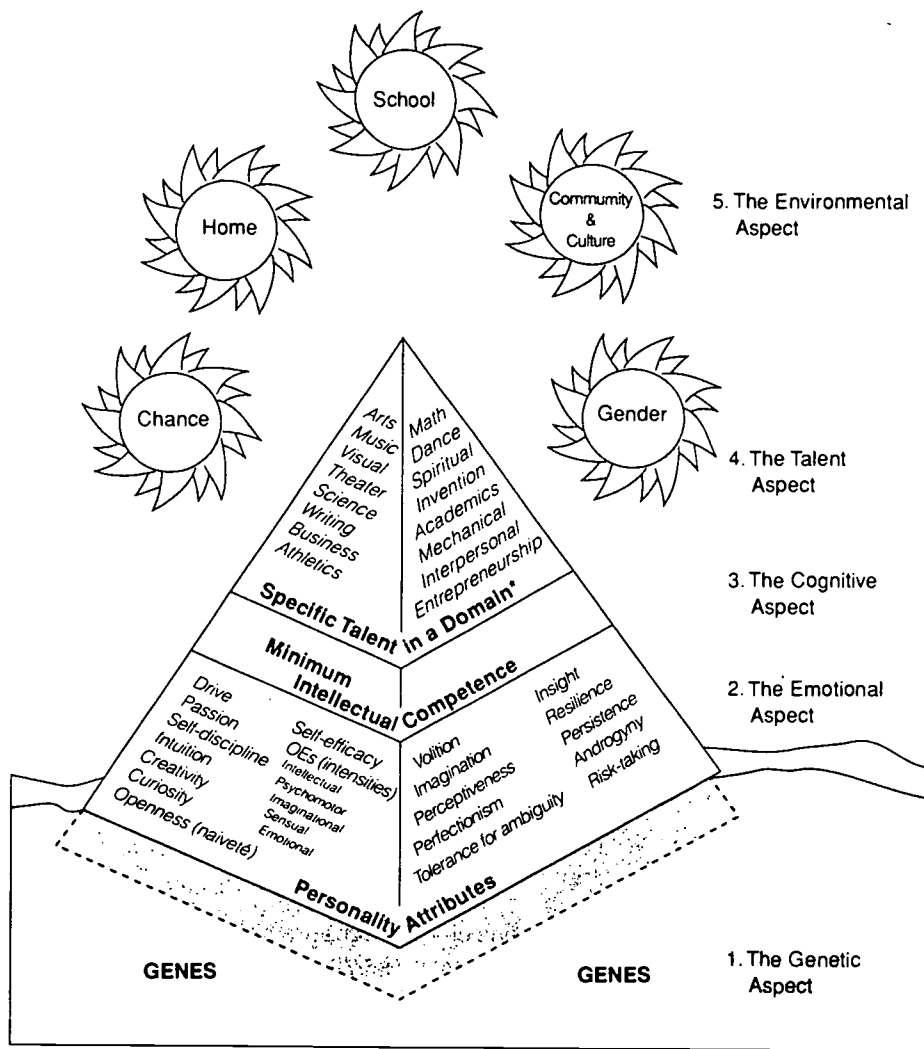 School
Home
Commumity
&
Culture
5. The Environmental
Aspect
Chance
Gender
Arts
Music
Visual
Theater
Science
Writing
Business
Athletics
Math
Dance
Spiritual
Invention
Academics
Mechanical
Interpersonal
Entrepreneurship
4. The Talent
Aspect
Specific Talent in a Domain*
3. The Cognitive
Aspect
Minimum
Intellectual Competence
2. The Emotional
Aspect
Drive
Passion
Self-discipline
Intuition
Creativity
Curiosity
Openness (naiveté)
Self-efficacy
OEs (intensities)
Intellectual
Psychomotor
Imaginational
Sensual
Emotional
Volition
Imagination
Perceptiveness
Perfectionism
Tolerance for ambiguity
Insight
Resilience
Persistence
Androgyny
Risk-taking
Personality Attributes
GENES
GENES
1. The Genetic
Aspect